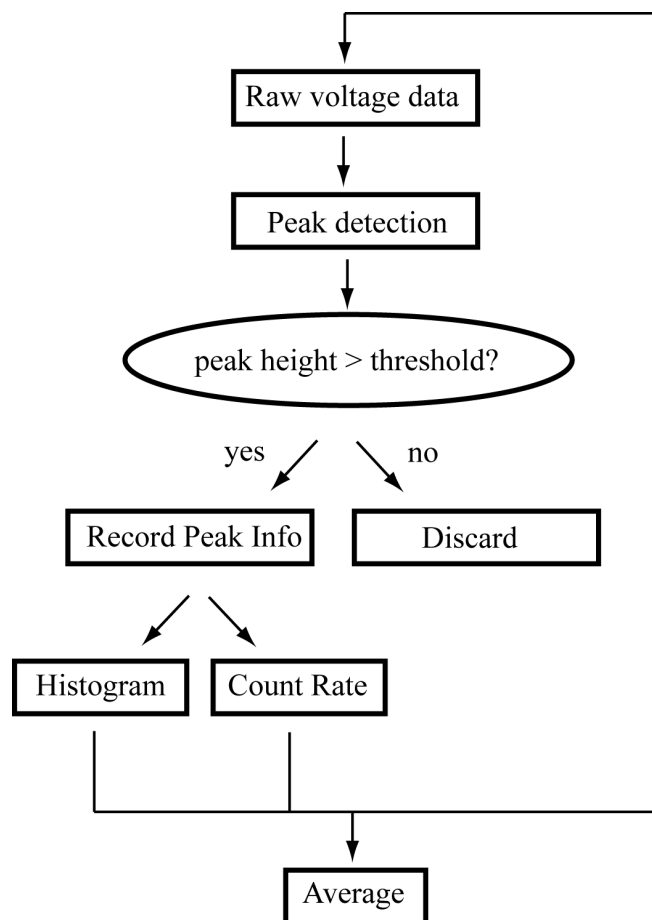 Raw voltage data
Peak detection
peak height > threshold?
yes
no
Record Peak Info
Discard
Histogram
Count Rate
Average